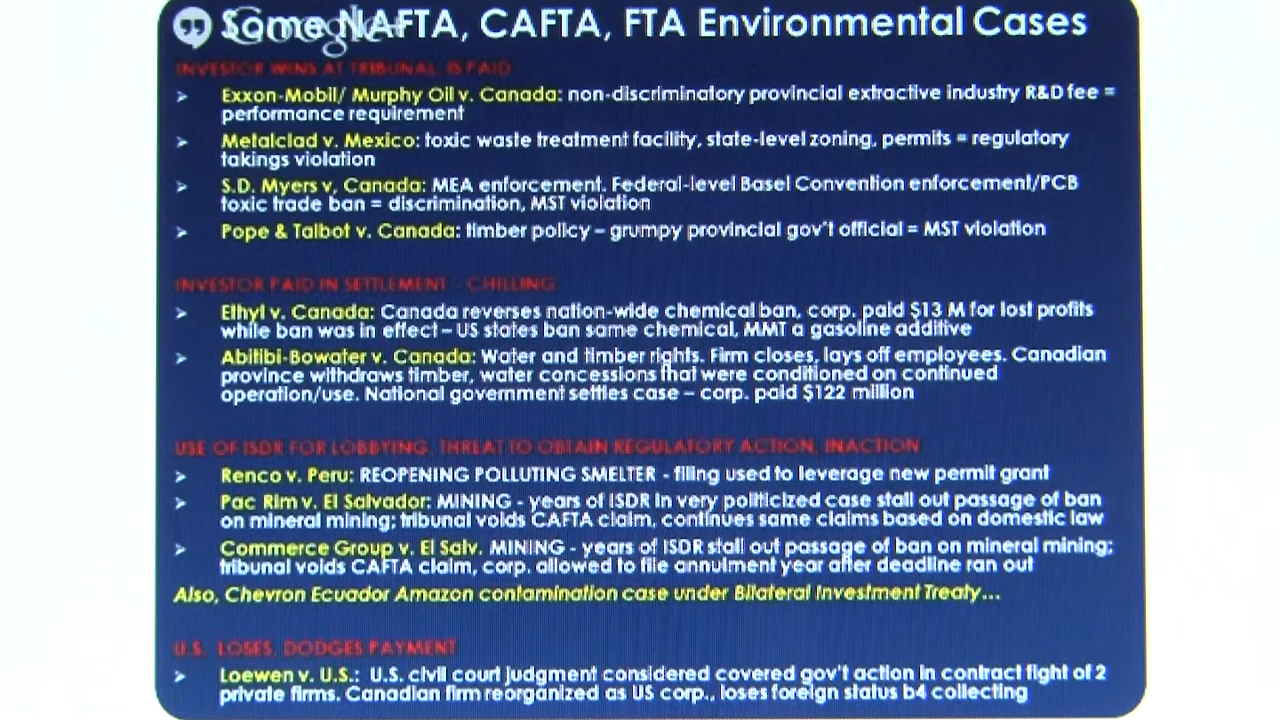 Some NAFTA, CAFTA, FTA Environmental Cases
Google+
INVESTOR WINS AT TRIBUNAL, IS PAID
➢ Exxon-Mobil/ Murphy Oil v. Canada: non-discriminatory provincial extractive industry R&D fee =
performance requirement
➢ Metalclad v. Mexico: toxic waste treatment facility, state-level zoning, permits = regulatory
takings violation
➢ S.D. Myers v, Canada: MEA enforcement. Federal-level Basel Convention enforcement/PCB
toxic trade ban = discrimination, MST violation
➢ Pope & Talbot v. Canada: timber policy – grumpy provincial gov't official = MST violation
INVESTOR PAID IN SETTLEMENT - CHILLING
➢ Ethyl v. Canada: Canada reverses nation-wide chemical ban, corp. paid $13 M for lost profits
while ban was in effect – US states ban same chemical, MMT a gasoline additive
➢ Abitibi-Bowater v. Canada: Water and timber rights. Firm closes, lays off employees. Canadian
province withdraws timber, water concessions that were conditioned on continued
operation/use. National government settles case – corp. paid $122 million
USE OF ISDR FOR LOBBYING, THREAT TO OBTAIN REGULATORY ACTION, INACTION
➢ Renco v. Peru: REOPENING POLLUTING SMELTER - filing used to leverage new permit grant
➢ Pac Rim v. El Salvador: MINING - years of ISDR in very politicized case stall out passage of ban
on mineral mining; tribunal voids CAFTA claim, continues same claims based on domestic law
➢ Commerce Group v. El Salv. MINING - years of ISDR stall out passage of ban on mineral mining;
tribunal voids CAFTA claim, corp. allowed to file annulment year after deadline ran out
Also, Chevron Ecuador Amazon contamination case under Bilateral Investment Treaty...
U.S. LOSES, DODGES PAYMENT
➢ Loewen v. U.S.: U.S. civil court judgment considered covered gov't action in contract fight of 2
private firms. Canadian firm reorganized as US corp., loses foreign status b4 collecting